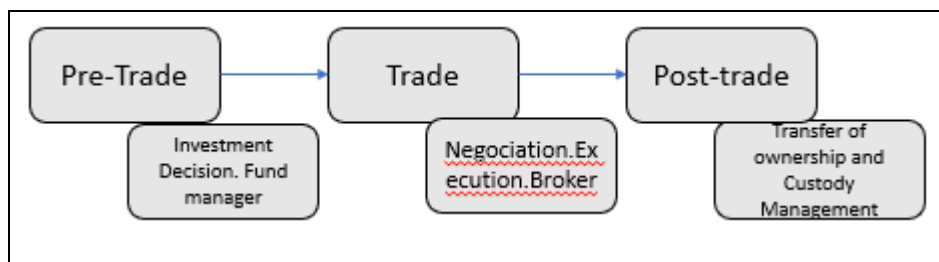 Pre-Trade
Trade
Post-trade
Investment
Decision. Fund
manager
Negociation.Ex
ecution.Broker
Transfer of
ownership and
Custody
Management